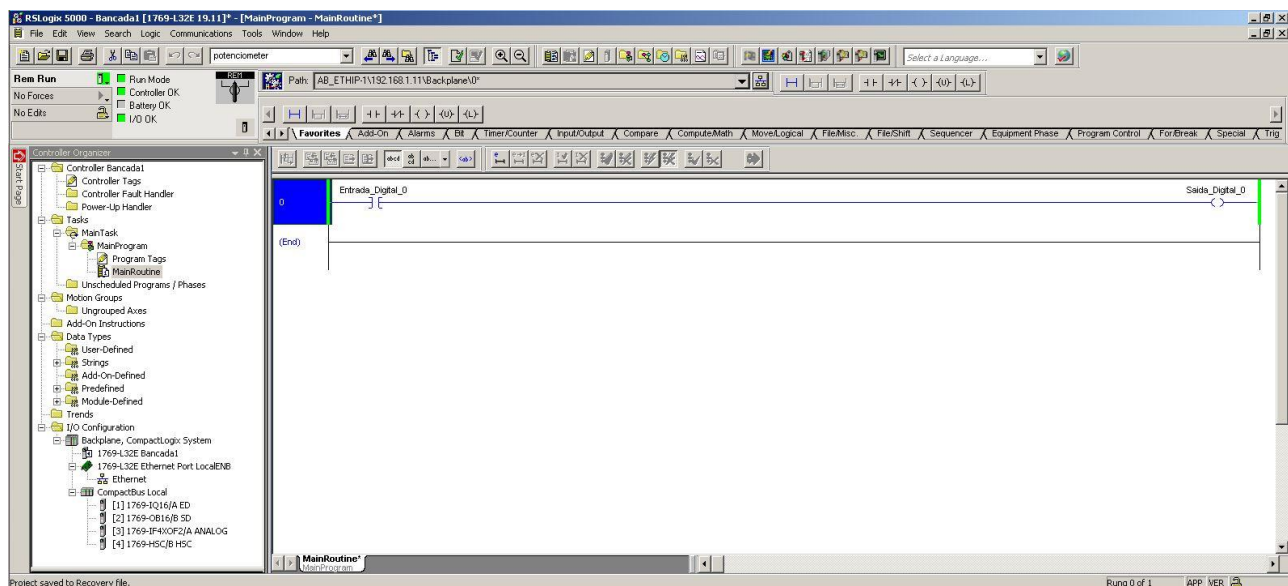 RSLogix 5000 - Bancada1 [1769-L32E 19.11]* - [MainProgram - MainRoutine*]
File Edit View Search Logic Communications Tools Window Help
potenciometer
Select a Language...
Rem Run
Run Mode
REM
Path: AB_ETHIP-1\192.168.1.11\Backplane\0*
No Forces
Controller OK
Battery OK
No Edits
I/O OK
Favorites Add-On Alarms Bit Timer/Counter Input/Output Compare Compute/Math Move/Logical File/Misc. File/Shift Sequencer Equipment Phase Program Control For/Break Special Trig
Start Page
Controller Organizer
Controller Bancada1
Controller Tags
Controller Fault Handler
Power-Up Handler
Tasks
MainTask
MainProgram
Program Tags
MainRoutine
Unscheduled Programs / Phases
Motion Groups
Ungrouped Axes
Add-On Instructions
Data Types
User-Defined
Strings
Add-On-Defined
Predefined
Module-Defined
Trends
I/O Configuration
Backplane, CompactLogix System
1769-L32E Bancada1
1769-L32E Ethernet Port LocalENB
Ethernet
CompactBus Local
[1] 1769-IQ16/A ED
[2] 1769-OB16/B SD
[3] 1769-IF4XOF2/A ANALOG
[4] 1769-HSC/B HSC
Entrada_Digital_0
Saida_Digital_0
0
(End)
MainRoutine*
MainProgram
Project saved to Recovery file.
Rung 0 of 1
APP VER